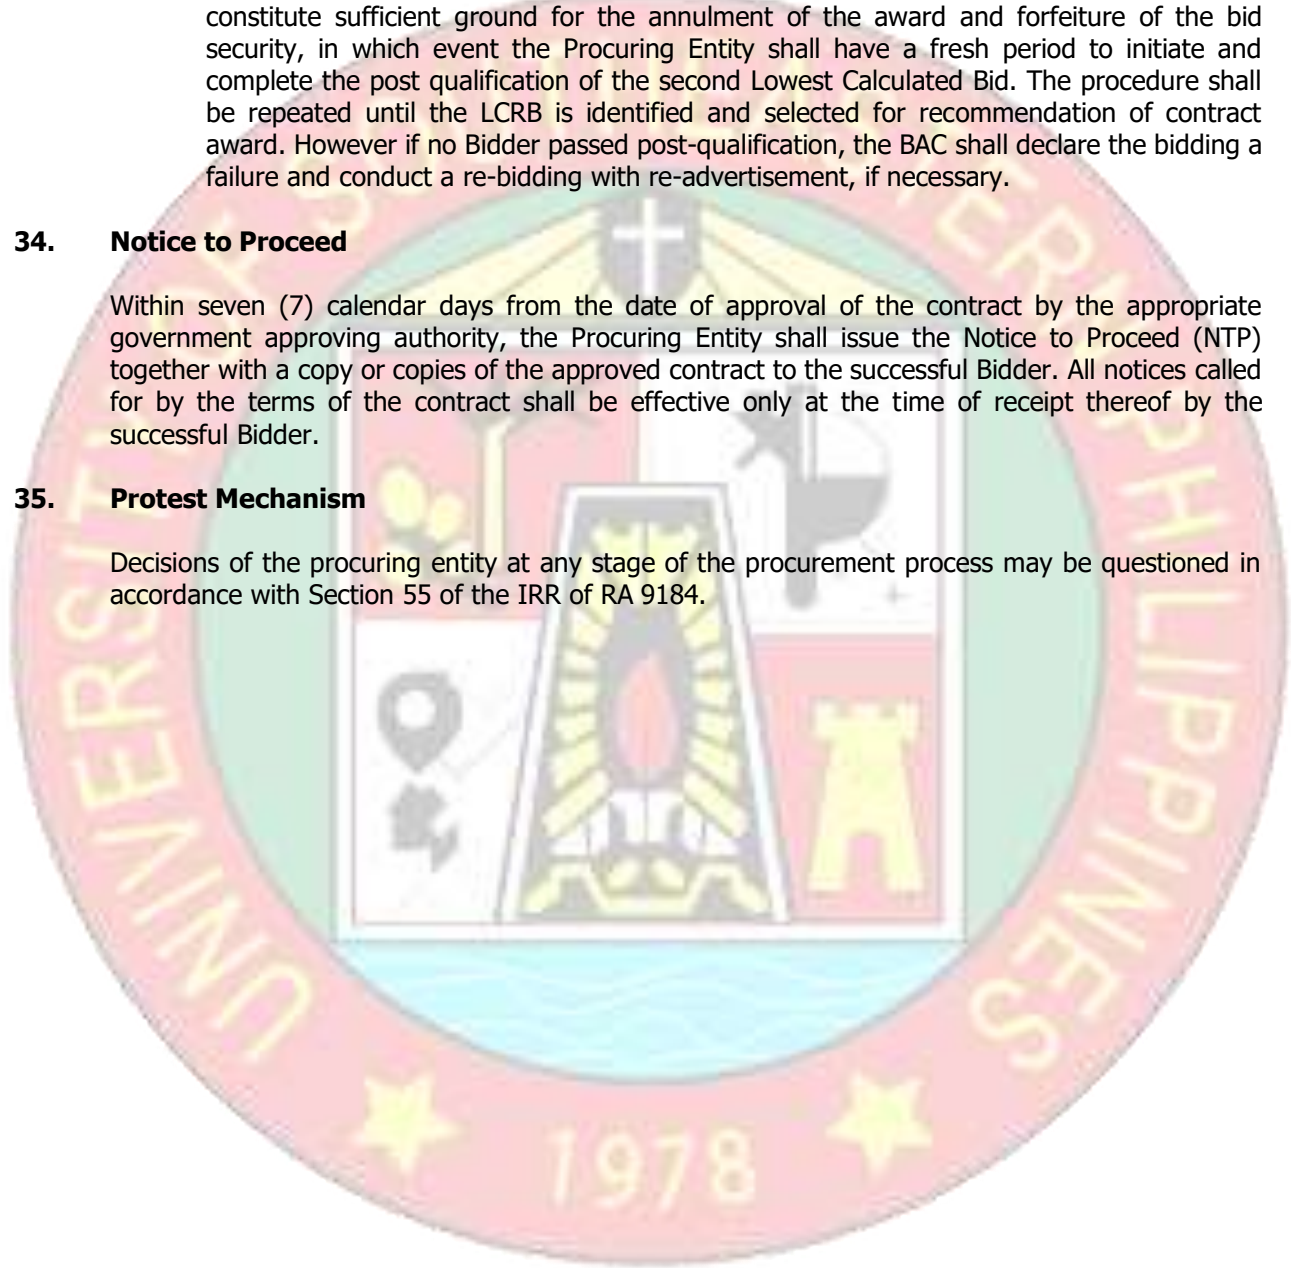 constitute sufficient ground for the annulment of the award and forfeiture of the bid
security, in which event the Procuring Entity shall have a fresh period to initiate and
complete the post qualification of the second Lowest Calculated Bid. The procedure shall
be repeated until the LCRB is identified and selected for recommendation of contract
award. However if no Bidder passed post-qualification, the BAC shall declare the bidding a
failure and conduct a re-bidding with re-advertisement, if necessary.
34. Notice to Proceed
Within seven (7) calendar days from the date of approval of the contract by the appropriate
government approving authority, the Procuring Entity shall issue the Notice to Proceed (NTP)
together with a copy or copies of the approved contract to the successful Bidder. All notices called
for by the terms of the contract shall be effective only at the time of receipt thereof by the
successful Bidder.
35. Protest Mechanism
Decisions of the procuring entity at any stage of the procurement process may be questioned in
accordance with Section 55 of the IRR of RA 9184.
UNIVERSITY OF SOUTHEASTERN PHILIPPINES
1978